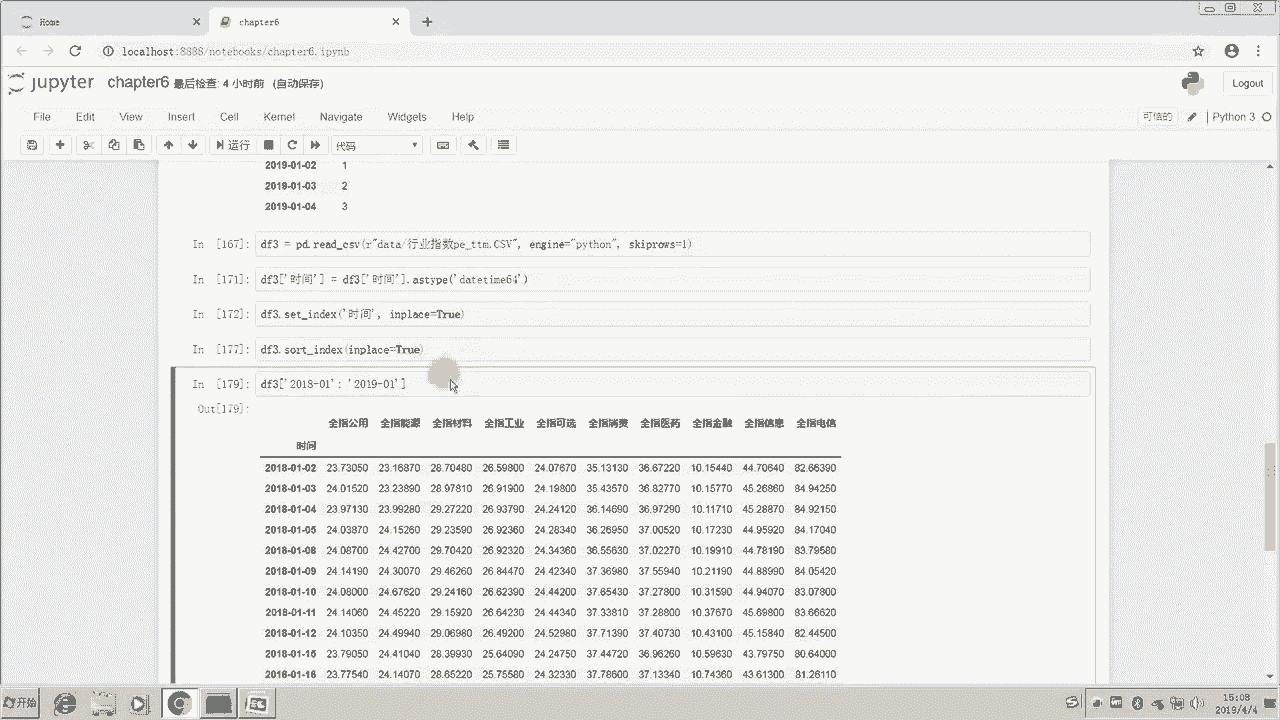 Home
chapter6
localhost:8888/notebooks/chapter6.ipynb
jupyter chapter6 最后检查: 4 小时前 (自动保存)
Logout
File Edit View Insert Cell Kernel Navigate Widgets Help
可信的 Python 3
运行 代码
2019-01-02 1
2019-01-03 2
2019-01-04 3
In [167]: df3 = pd.read_csv(r"data/行业指数pe_ttm.CSV", engine="python", skiprows=1)
In [171]: df3['时间'] = df3['时间'].astype('datetime64')
In [172]: df3.set_index('时间', inplace=True)
In [177]: df3.sort_index(inplace=True)
In [179]: df3['2018-01': '2019-01']
Out[179]:
全指公用 全指能源 全指材料 全指工业 全指可选 全指消费 全指医药 全指金融 全指信息 全指电信
时间
2018-01-02 23.73050 23.16870 28.70480 26.59800 24.07670 35.13130 36.67220 10.15440 44.70640 82.66390
2018-01-03 24.01520 23.23890 28.97810 26.91900 24.19800 35.43570 36.82770 10.15770 45.26860 84.94250
2018-01-04 23.97130 23.99280 29.27220 26.93790 24.24120 36.14690 36.97290 10.11710 45.28870 84.92150
2018-01-05 24.03870 24.15260 29.23590 26.92360 24.28340 36.26950 37.00520 10.17230 44.95920 84.17040
2018-01-08 24.08700 24.42700 29.70420 26.92320 24.34360 36.55630 37.02270 10.19910 44.78190 83.79580
2018-01-09 24.14190 24.30070 29.46260 26.84470 24.42340 37.36980 37.55940 10.21190 44.88990 84.05420
2018-01-10 24.08000 24.67620 29.24160 26.62390 24.44200 37.65430 37.27800 10.31590 44.94070 83.07800
2018-01-11 24.14060 24.45220 29.15920 26.64230 24.44340 37.33810 37.28800 10.37670 45.69800 83.66620
2018-01-12 24.10350 24.49940 29.06980 26.49200 24.52980 37.71390 37.40730 10.43100 45.15840 82.44500
2018-01-15 23.79050 24.41040 28.39930 25.64090 24.24750 37.44720 36.96260 10.59630 43.79750 80.64000
2018-01-16 23.77540 24.14070 28.65220 25.75580 24.32330 37.78600 37.13340 10.74360 43.61300 81.26110
开始
15:08
2019/4/4